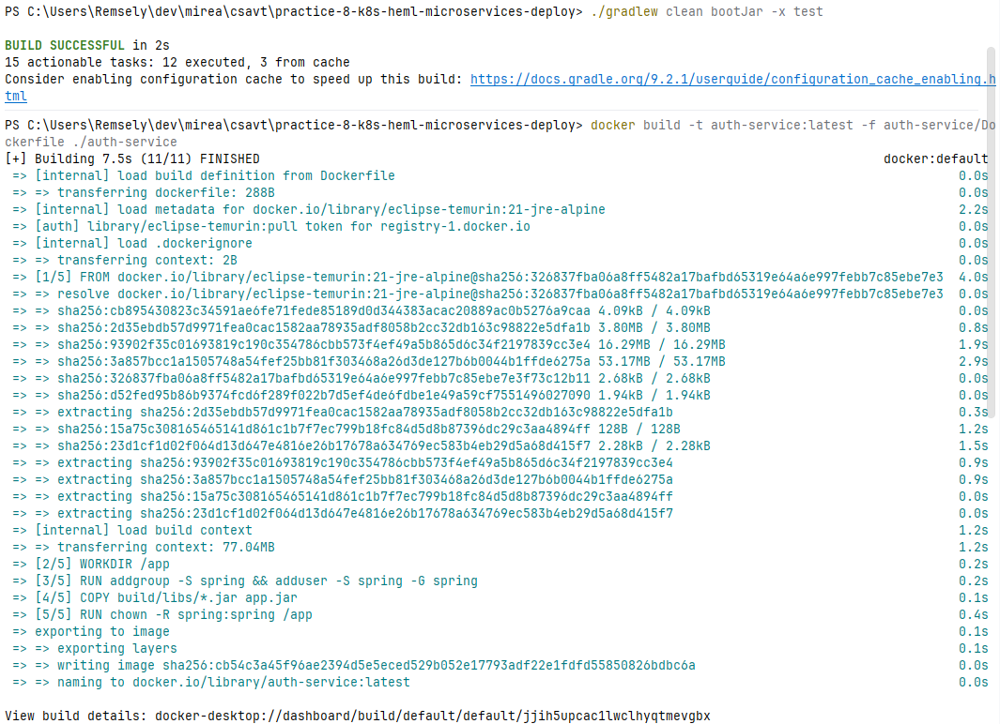 PS C:\Users\Remsely\dev\mirea\csavt\practice-8-k8s-heml-microservices-deploy> ./gradlew clean bootJar -x test
BUILD SUCCESSFUL in 2s
15 actionable tasks: 12 executed, 3 from cache
Consider enabling configuration cache to speed up this build: https://docs.gradle.org/9.2.1/userguide/configuration_cache_enabling.h
tml
PS C:\Users\Remsely\dev\mirea\csavt\practice-8-k8s-heml-microservices-deploy> docker build -t auth-service:latest -f auth-service/Do
ckerfile ./auth-service
[+] Building 7.5s (11/11) FINISHED docker:default
=> [internal] load build definition from Dockerfile 0.0s
=> => transferring dockerfile: 288B 0.0s
=> [internal] load metadata for docker.io/library/eclipse-temurin:21-jre-alpine 2.2s
=> [auth] library/eclipse-temurin:pull token for registry-1.docker.io 0.0s
=> [internal] load .dockerignore 0.0s
=> => transferring context: 2B 0.0s
=> [1/5] FROM docker.io/library/eclipse-temurin:21-jre-alpine@sha256:326837fba06a8ff5482a17bafbd65319e64a6e997febb7c85ebe7e3 4.0s
=> => resolve docker.io/library/eclipse-temurin:21-jre-alpine@sha256:326837fba06a8ff5482a17bafbd65319e64a6e997febb7c85ebe7e3 0.0s
=> => sha256:cb895430823c34591ae6fe71fede85189d0d344383acac20889ac0b5276a9caa 4.09kB / 4.09kB 0.0s
=> => sha256:2d35ebdb57d9971fea0cac1582aa78935adf8058b2cc32db163c98822e5dfa1b 3.80MB / 3.80MB 0.8s
=> => sha256:93902f35c01693819c190c354786cbb573f4ef49a5b865d6c34f2197839cc3e4 16.29MB / 16.29MB 1.9s
=> => sha256:3a857bcc1a1505748a54fef25bb81f303468a26d3de127b6b0044b1ffde6275a 53.17MB / 53.17MB 2.9s
=> => sha256:326837fba06a8ff5482a17bafbd65319e64a6e997febb7c85ebe7e3f73c12b11 2.68kB / 2.68kB 0.0s
=> => sha256:d52fed95b86b9374fcd6f289f022b7d5ef4de6fdbe1e49a59cf7551496027090 1.94kB / 1.94kB 0.0s
=> => extracting sha256:2d35ebdb57d9971fea0cac1582aa78935adf8058b2cc32db163c98822e5dfa1b 0.3s
=> => sha256:15a75c308165465141d861c1b7f7ec799b18fc84d5d8b87396dc29c3aa4894ff 128B / 128B 1.2s
=> => sha256:23d1cf1d02f064d13d647e4816e26b17678a634769ec583b4eb29d5a68d415f7 2.28kB / 2.28kB 1.5s
=> => extracting sha256:93902f35c01693819c190c354786cbb573f4ef49a5b865d6c34f2197839cc3e4 0.9s
=> => extracting sha256:3a857bcc1a1505748a54fef25bb81f303468a26d3de127b6b0044b1ffde6275a 0.9s
=> => extracting sha256:15a75c308165465141d861c1b7f7ec799b18fc84d5d8b87396dc29c3aa4894ff 0.0s
=> => extracting sha256:23d1cf1d02f064d13d647e4816e26b17678a634769ec583b4eb29d5a68d415f7 0.0s
=> [internal] load build context 1.2s
=> => transferring context: 77.04MB 1.2s
=> [2/5] WORKDIR /app 0.2s
=> [3/5] RUN addgroup -S spring && adduser -S spring -G spring 0.2s
=> [4/5] COPY build/libs/*.jar app.jar 0.1s
=> [5/5] RUN chown -R spring:spring /app 0.4s
=> exporting to image 0.1s
=> => exporting layers 0.1s
=> => writing image sha256:cb54c3a45f96ae2394d5e5eced529b052e17793adf22e1fdfd55850826bdbc6a 0.0s
=> => naming to docker.io/library/auth-service:latest 0.0s
View build details: docker-desktop://dashboard/build/default/default/jjih5upcac1lwclhyqtmevgbx